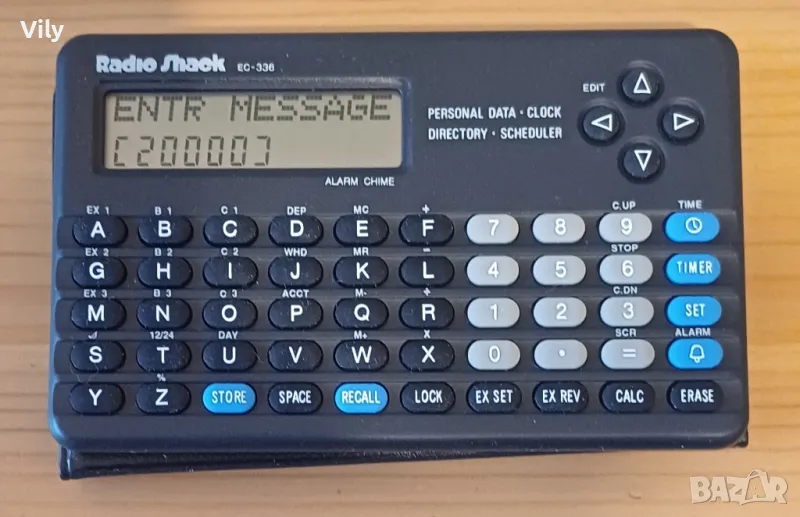 Vily
Radio Shack EC-336
ENTR MESSAGE
[20000]
PERSONAL DATA · CLOCK
DIRECTORY · SCHEDULER
EDIT
ALARM CHIME
EX 1 B 1 C 1 DEP MC + C.UP TIME
A B C D E F 7 8 9
EX 2 B 2 C 2 WHD MR − STOP
G H I J K L 4 5 6 TIMER
EX 3 B 3 C 3 ACCT M- ÷ C.DN
M N O P Q R 1 2 3 SET
12/24 DAY M+ X SCR ALARM
S T U V W X 0 . =
%
Y Z STORE SPACE RECALL LOCK EX SET EX REV CALC ERASE
BAZAR